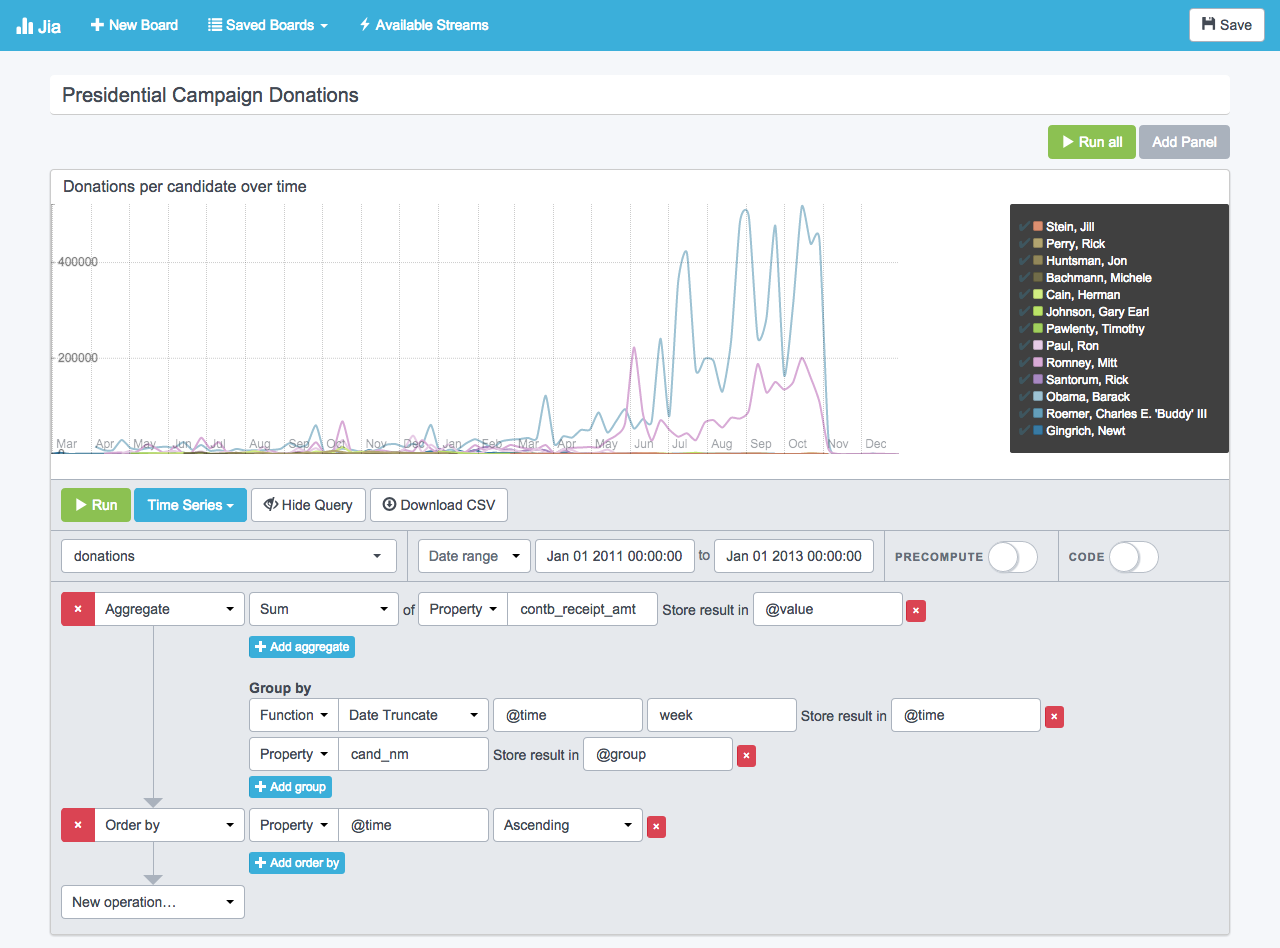 Jia New Board Saved Boards Available Streams Save
Presidential Campaign Donations
Run all Add Panel
Donations per candidate over time
400000
200000
0
Mar Apr May Jun Jul Aug Sep Oct Nov Dec Jan Feb Mar Apr May Jun Jul Aug Sep Oct Nov Dec
Stein, Jill
Perry, Rick
Huntsman, Jon
Bachmann, Michele
Cain, Herman
Johnson, Gary Earl
Pawlenty, Timothy
Paul, Ron
Romney, Mitt
Santorum, Rick
Obama, Barack
Roemer, Charles E. 'Buddy' III
Gingrich, Newt
Run Time Series Hide Query Download CSV
donations Date range Jan 01 2011 00:00:00 to Jan 01 2013 00:00:00 PRECOMPUTE CODE
Aggregate Sum of Property contb_receipt_amt Store result in @value
Add aggregate
Group by
Function Date Truncate @time week Store result in @time
Property cand_nm Store result in @group
Add group
Order by Property @time Ascending
Add order by
New operation...